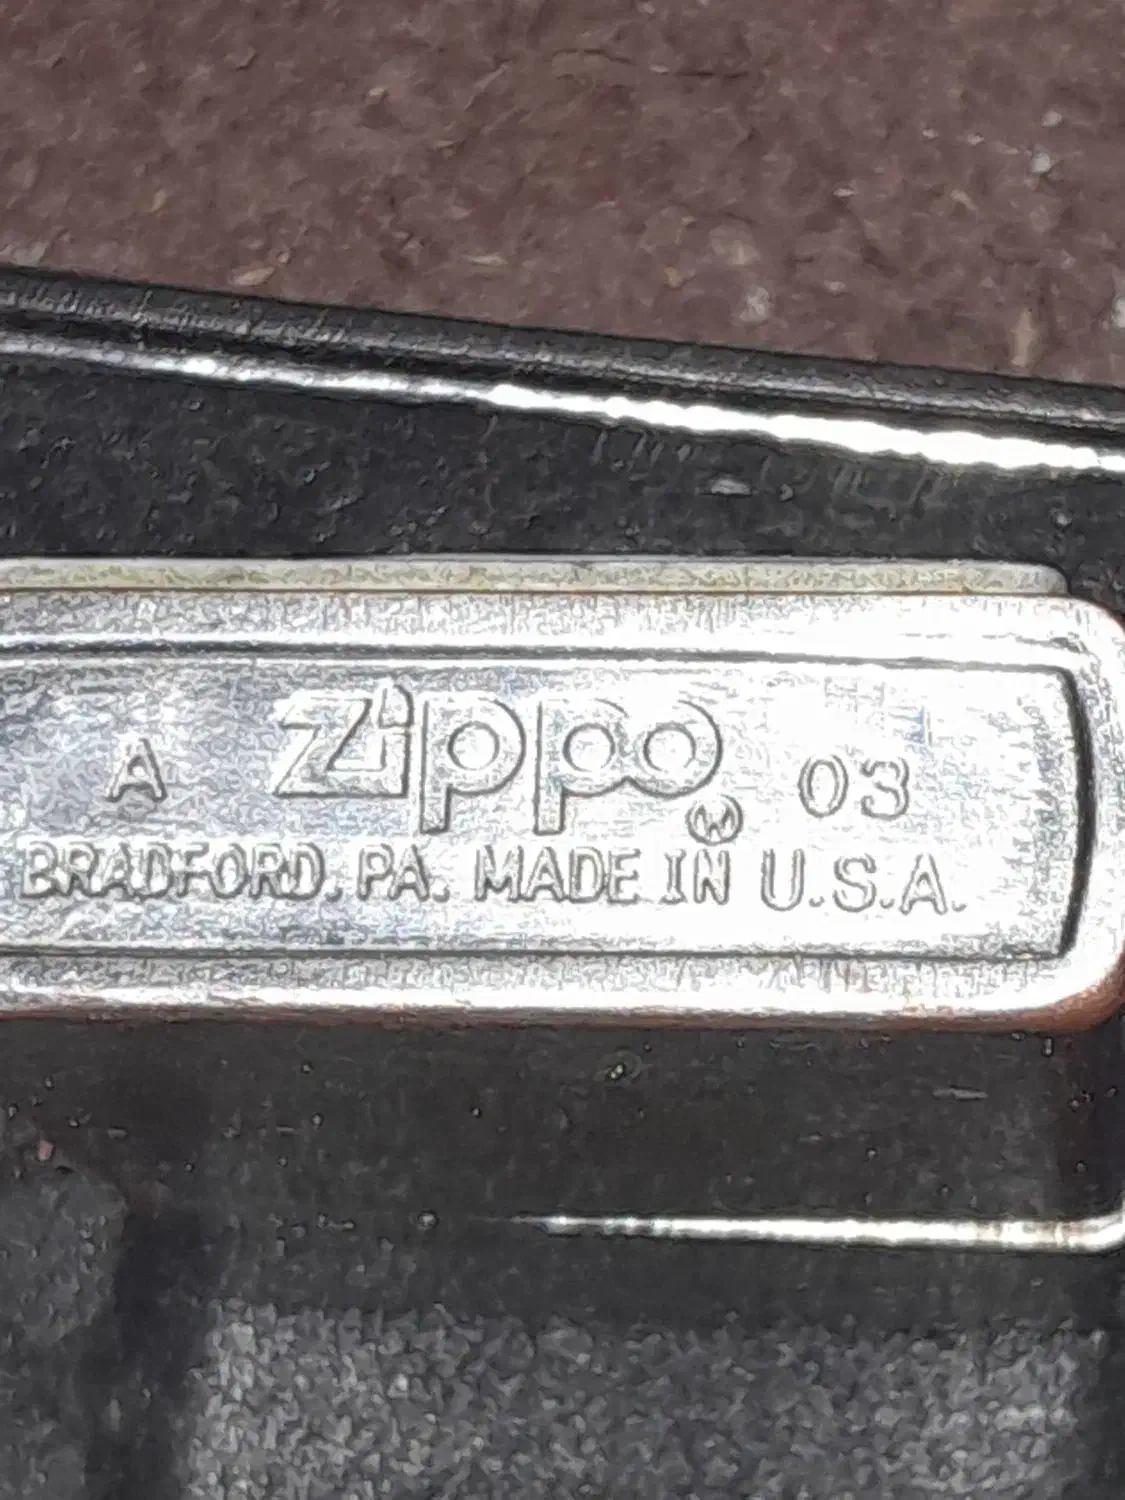 A Zippo 03
®
BRADFORD. PA. MADE IN U.S.A.